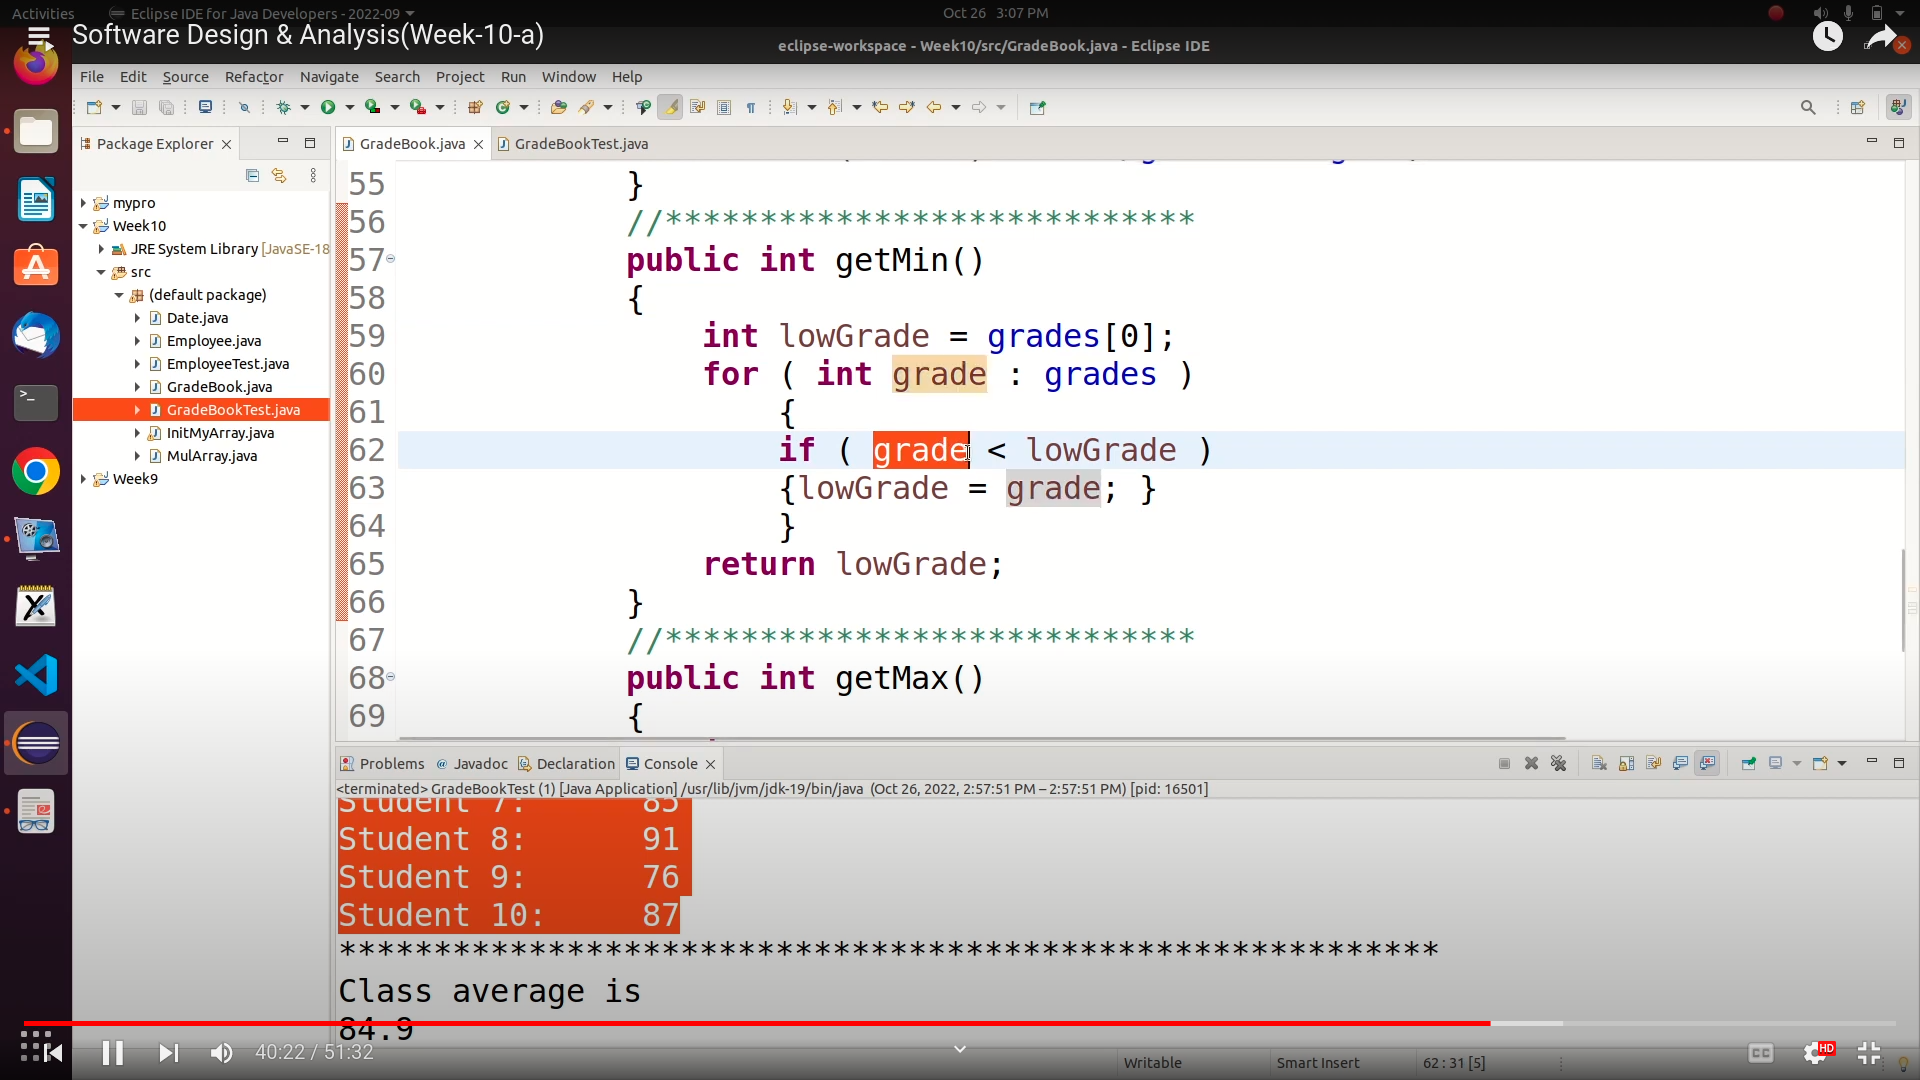 Activities
Eclipse IDE for Java Developers - 2022-09
Oct 26 3:07 PM
Software Design & Analysis(Week-10-a)
eclipse-workspace - Week10/src/GradeBook.java - Eclipse IDE
File Edit Source Refactor Navigate Search Project Run Window Help
Package Explorer
GradeBook.java
GradeBookTest.java
mypro
Week10
JRE System Library [JavaSE-18
src
(default package)
Date.java
Employee.java
EmployeeTest.java
GradeBook.java
GradeBookTest.java
InitMyArray.java
MulArray.java
Week9
55 }
56 //****************************
57 public int getMin()
58 {
59 int lowGrade = grades[0];
60 for ( int grade : grades )
61 {
62 if ( grade < lowGrade )
63 {lowGrade = grade; }
64 }
65 return lowGrade;
66 }
67 //****************************
68 public int getMax()
69 {
Problems Javadoc Declaration Console
<terminated> GradeBookTest (1) [Java Application] /usr/lib/jvm/jdk-19/bin/java (Oct 26, 2022, 2:57:51 PM – 2:57:51 PM) [pid: 16501]
Student 7: 85
Student 8: 91
Student 9: 76
Student 10: 87
**********************************************************
Class average is
84.9
40:22 / 51:32
Writable
Smart Insert
62 : 31 [5]
CC
HD